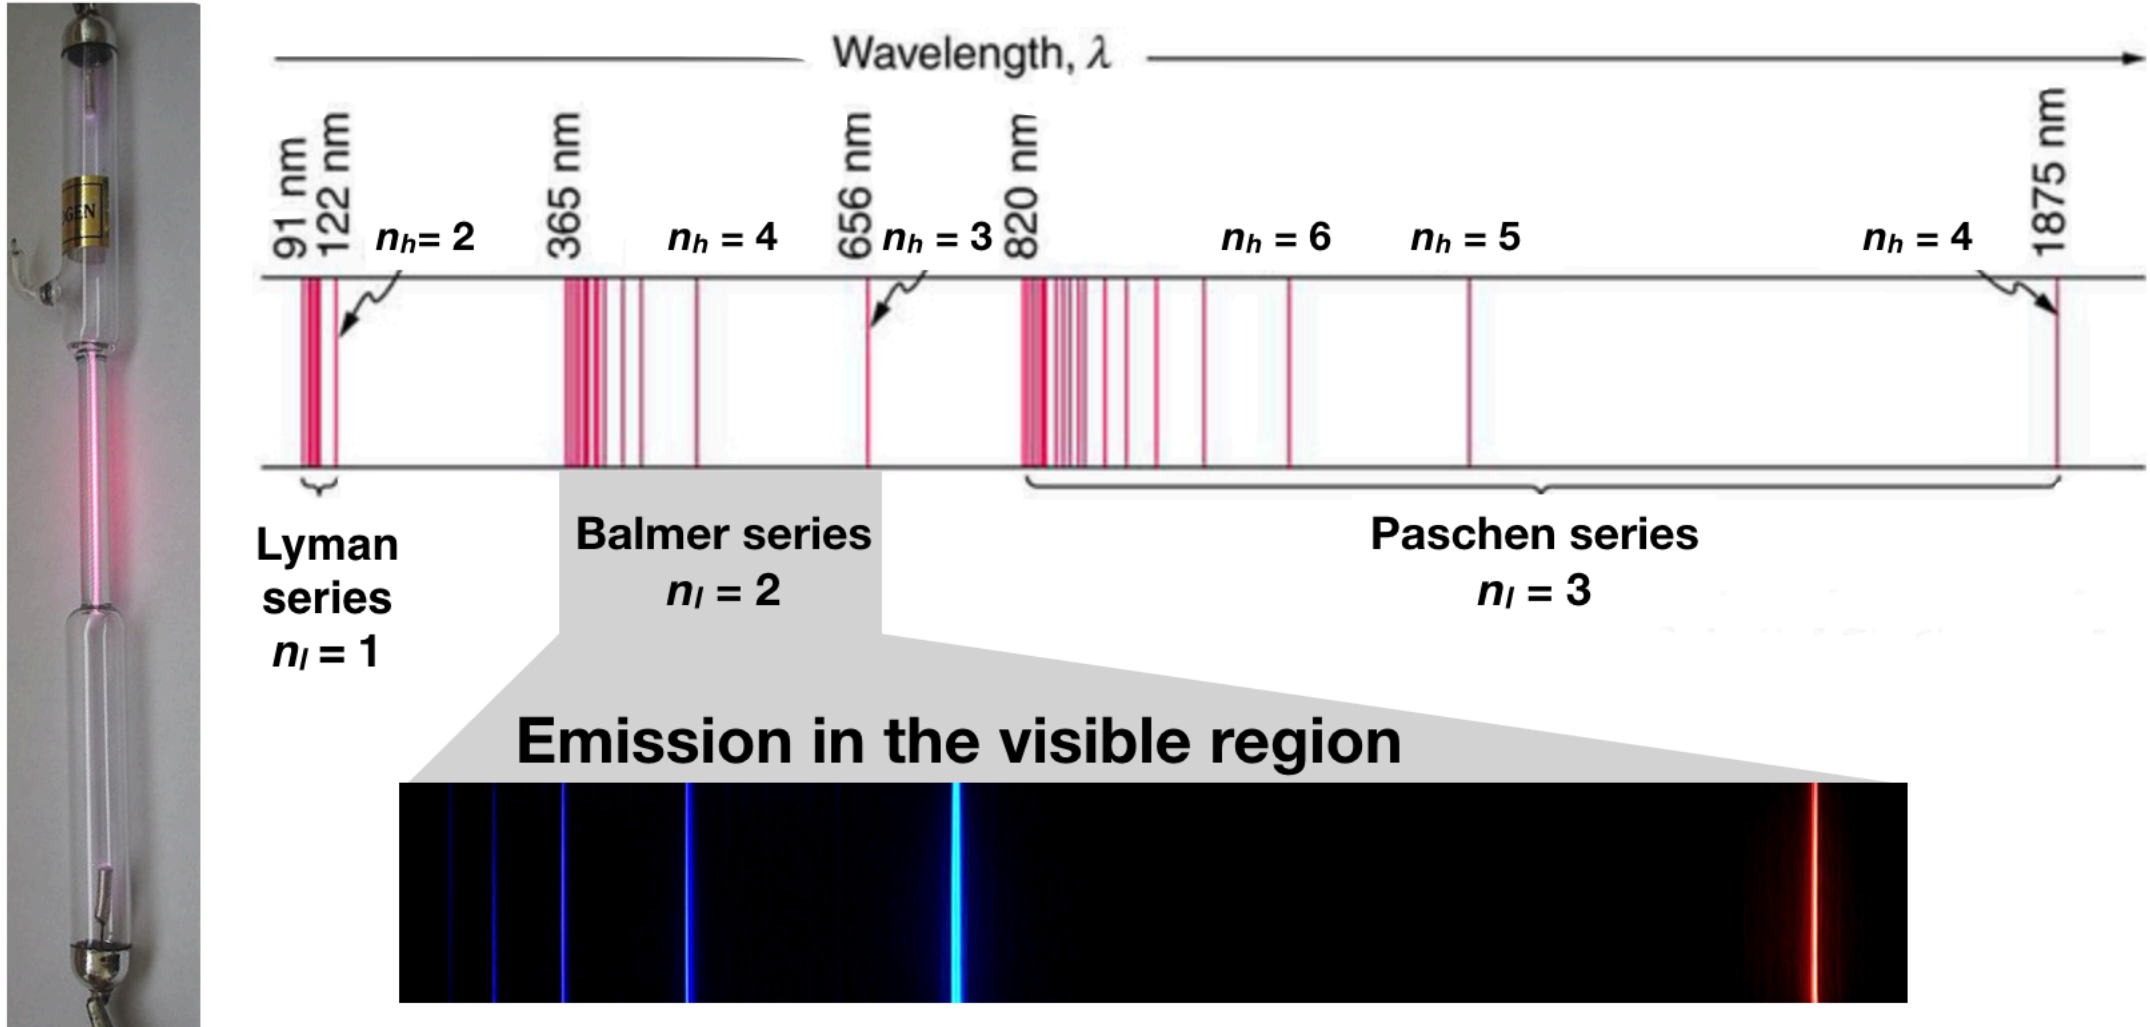 Wavelength, λ
91 nm
122 nm
365 nm
656 nm
820 nm
1875 nm
nh= 2
nh = 4
nh = 3
nh = 6
nh = 5
nh = 4
GEN
Lyman
series
nl = 1
Balmer series
nl = 2
Paschen series
nl = 3
Emission in the visible region